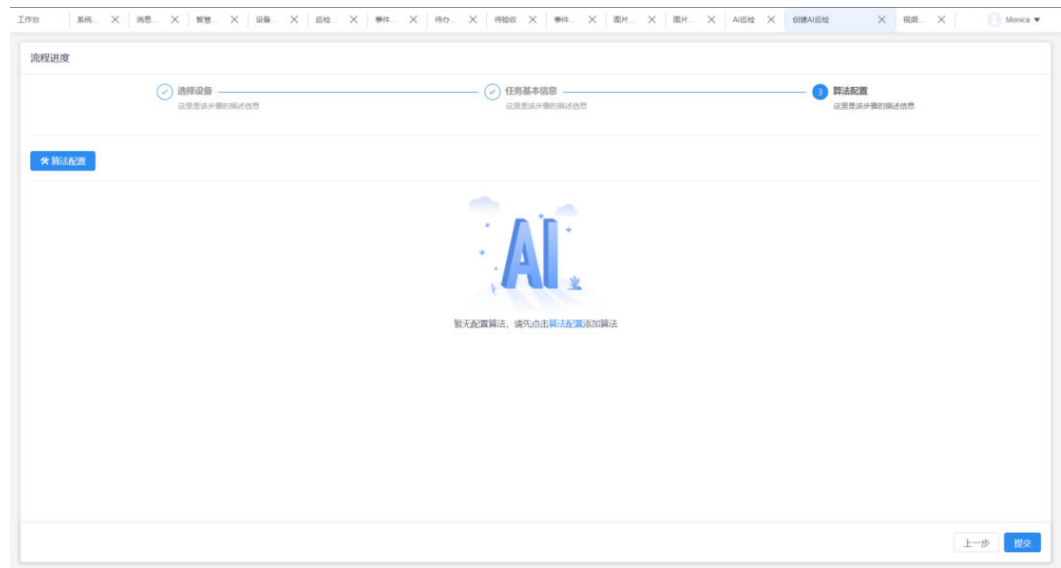 工作台 系统... 消息... 智慧... 设备... 巡检... 事件... 待办... 待验收 事件... 图片... 图片... AI巡检 创建AI巡检 视频... Monica
流程进度
选择设备 任务基本信息 3 算法配置
这里是该步骤的描述信息 这里是该步骤的描述信息 这里是该步骤的描述信息
算法配置
AI
暂无配置算法，请先点击算法配置添加算法
上一步 提交